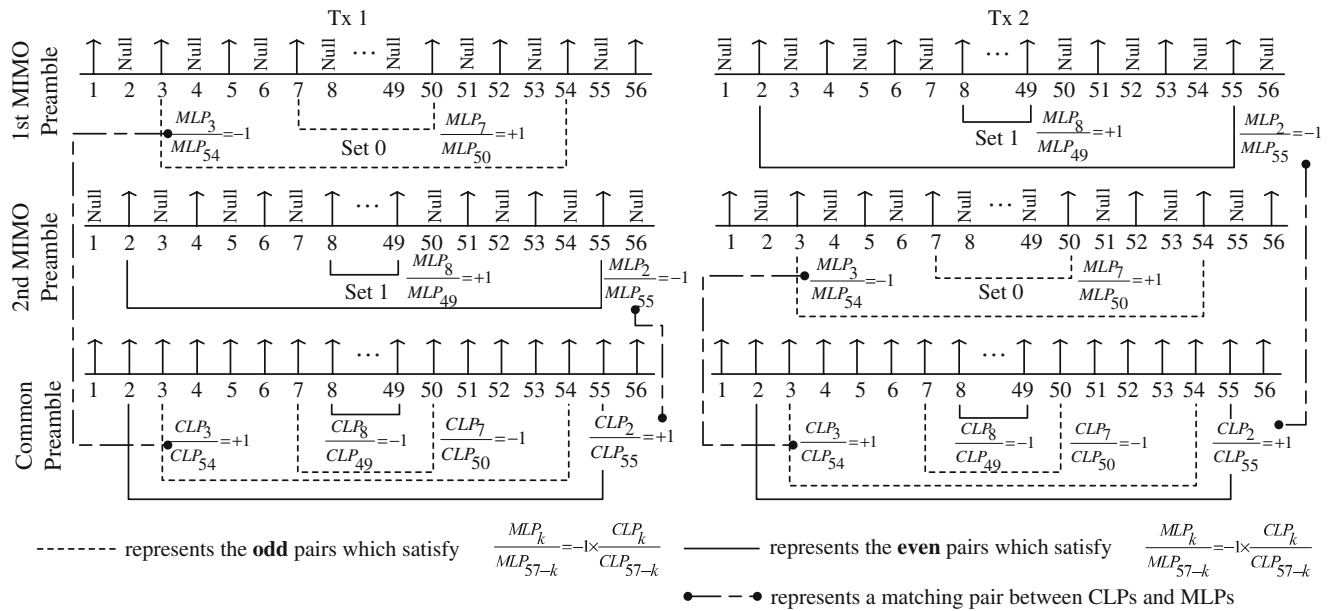 Tx 1
Tx 2
1st MIMO
Preamble
Null Null Null Null ... Null Null Null Null
1 2 3 4 5 6 7 8 49 50 51 52 53 54 55 56
MLP3/MLP54=−1
Set 0
MLP7/MLP50=+1
Null Null Null Null ... Null Null Null Null
1 2 3 4 5 6 7 8 49 50 51 52 53 54 55 56
Set 1
MLP8/MLP49=+1
MLP2/MLP55=−1
2nd MIMO
Preamble
Null Null Null Null ... Null Null Null Null
1 2 3 4 5 6 7 8 49 50 51 52 53 54 55 56
Set 1
MLP8/MLP49=+1
MLP2/MLP55=−1
Null Null Null Null ... Null Null Null Null
1 2 3 4 5 6 7 8 49 50 51 52 53 54 55 56
MLP3/MLP54=−1
Set 0
MLP7/MLP50=+1
Common
Preamble
...
1 2 3 4 5 6 7 8 49 50 51 52 53 54 55 56
CLP3/CLP54=+1
CLP8/CLP49=−1
CLP7/CLP50=−1
CLP2/CLP55=+1
...
1 2 3 4 5 6 7 8 49 50 51 52 53 54 55 56
CLP3/CLP54=+1
CLP8/CLP49=−1
CLP7/CLP50=−1
CLP2/CLP55=+1
represents the odd pairs which satisfy MLPk/MLP57−k=−1×CLPk/CLP57−k
represents the even pairs which satisfy MLPk/MLP57−k=−1×CLPk/CLP57−k
represents a matching pair between CLPs and MLPs